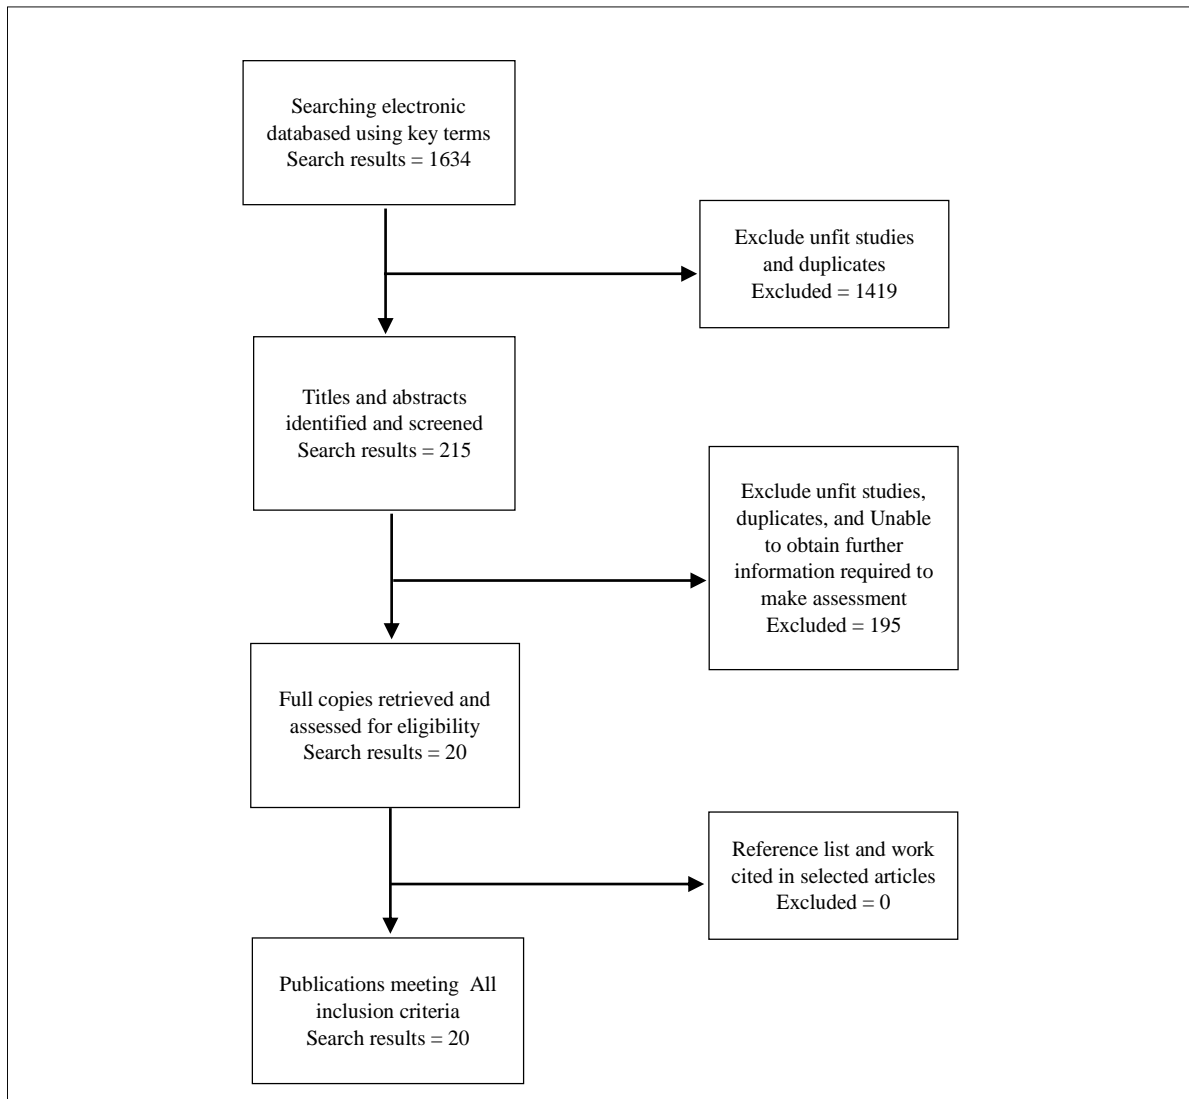 Searching electronic
databased using key terms
Search results = 1634
Exclude unfit studies
and duplicates
Excluded = 1419
Titles and abstracts
identified and screened
Search results = 215
Exclude unfit studies,
duplicates, and Unable
to obtain further
information required to
make assessment
Excluded = 195
Full copies retrieved and
assessed for eligibility
Search results = 20
Reference list and work
cited in selected articles
Excluded = 0
Publications meeting  All
inclusion criteria
Search results = 20